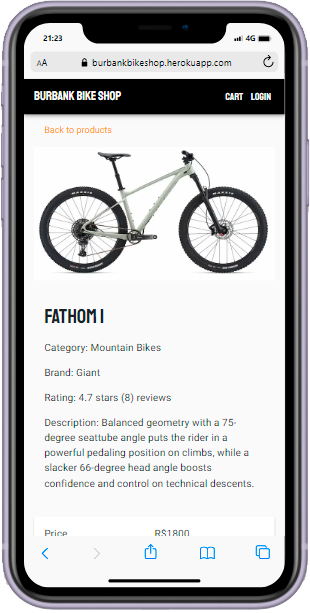 21:23
4G
AA
burbankbikeshop.herokuapp.com
BURBANK BIKE SHOP
CART
LOGIN
Back to products
FATHOM 1
Category: Mountain Bikes
Brand: Giant
Rating: 4.7 stars (8) reviews
Description: Balanced geometry with a 75-
degree seattube angle puts the rider in a
powerful pedaling position on climbs, while a
slacker 66-degree head angle boosts
confidence and control on technical descents.
Price R$1800